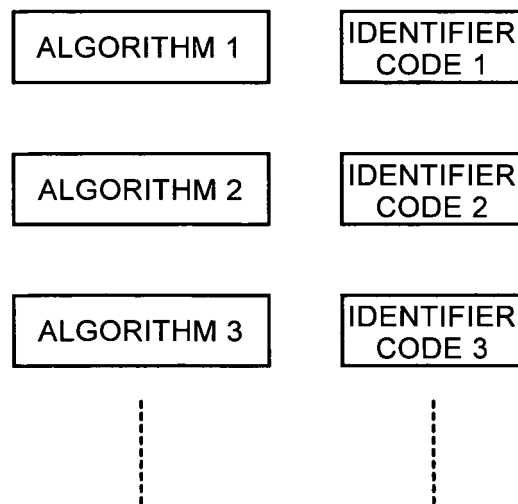 ALGORITHM 1
IDENTIFIER
CODE 1
ALGORITHM 2
IDENTIFIER
CODE 2
ALGORITHM 3
IDENTIFIER
CODE 3